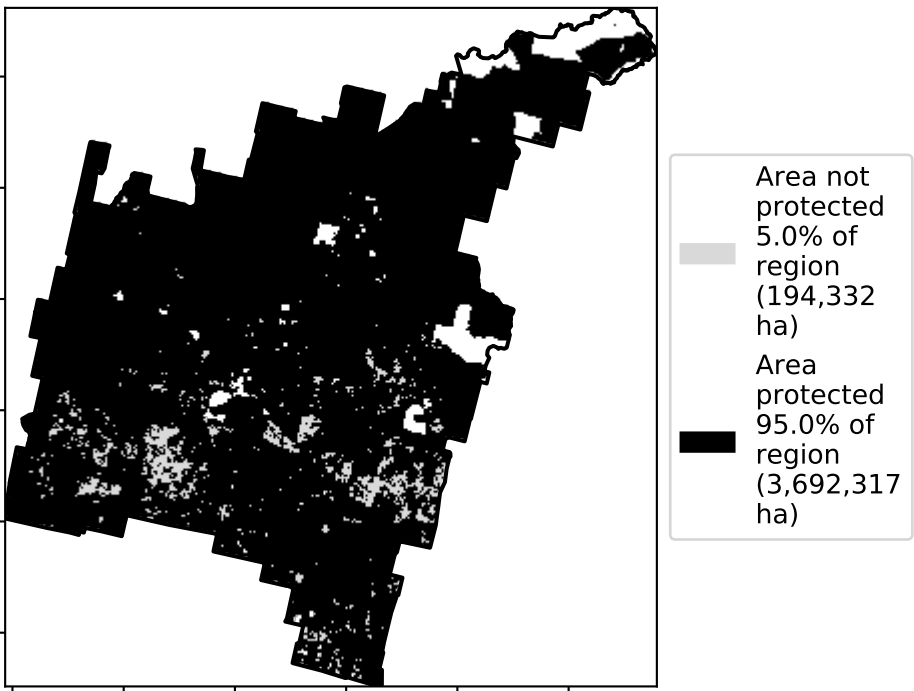 Area not
protected
5.0% of
region
(194,332
ha)
Area
protected
95.0% of
region
(3,692,317
ha)